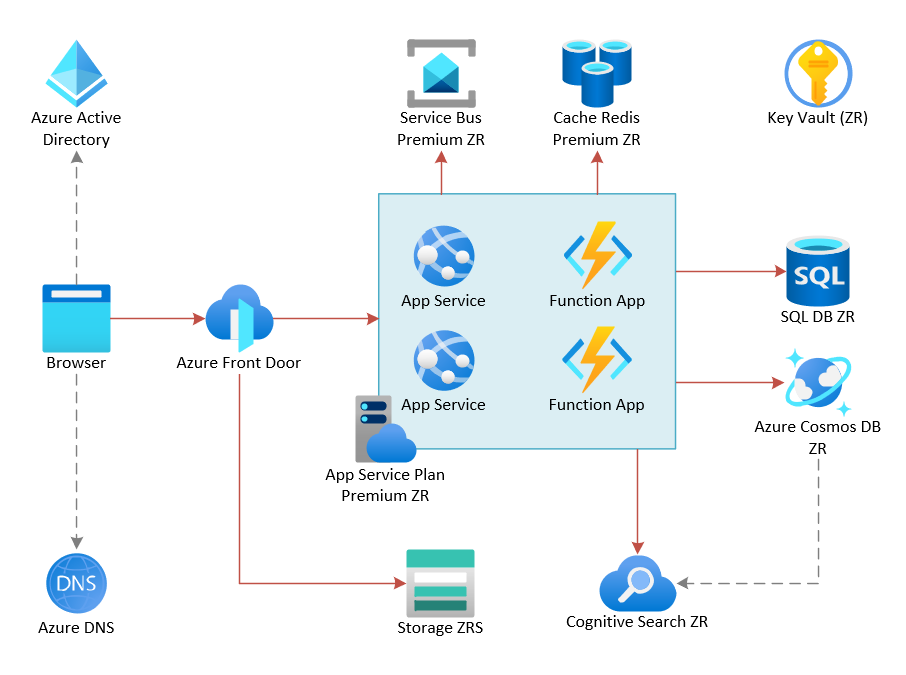 Azure Active
Directory
Service Bus
Premium ZR
Cache Redis
Premium ZR
Key Vault (ZR)
App Service
Function App
SQL
SQL DB ZR
Browser
Azure Front Door
App Service
Function App
Azure Cosmos DB
ZR
App Service Plan
Premium ZR
DNS
Azure DNS
Storage ZRS
Cognitive Search ZR